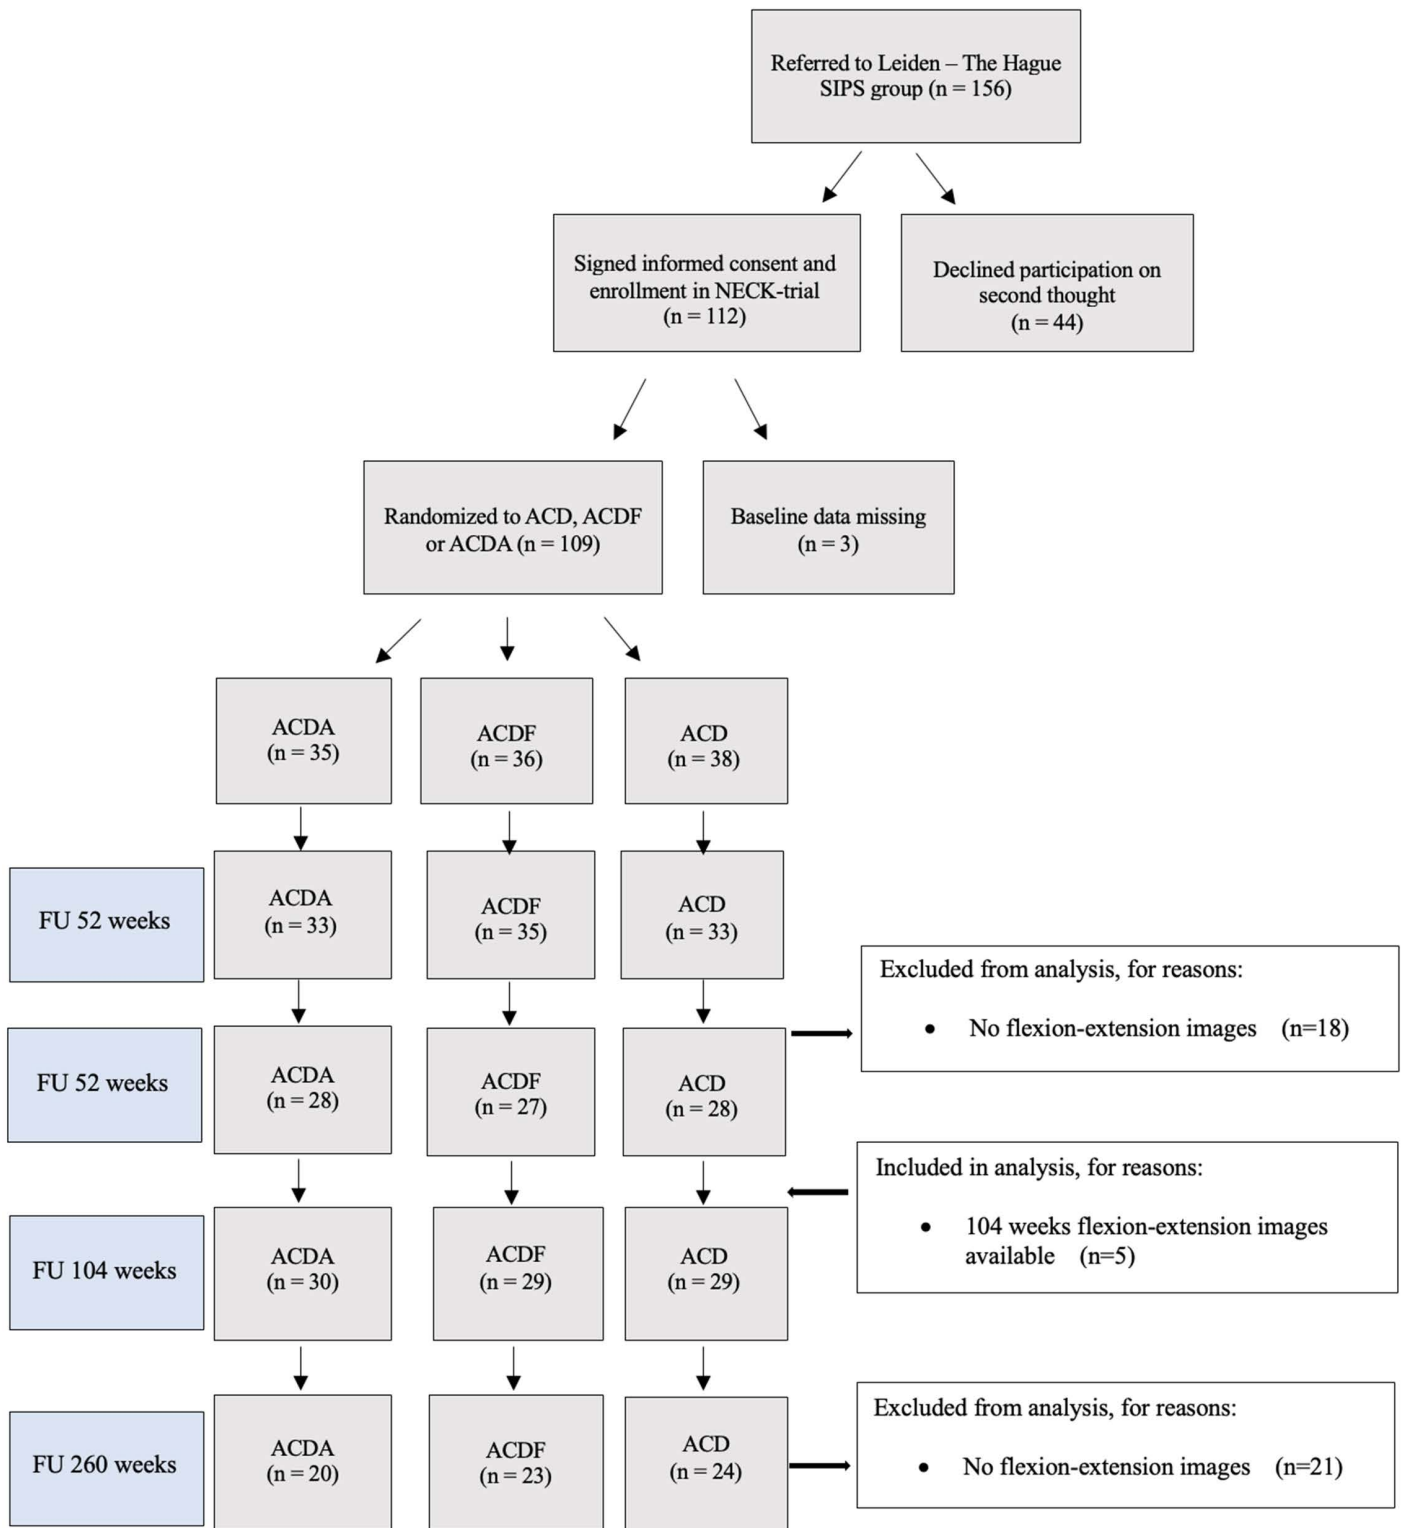 Referred to Leiden – The Hague
SIPS group (n = 156)
Signed informed consent and
enrollment in NECK-trial
(n = 112)
Declined participation on
second thought
(n = 44)
Randomized to ACD, ACDF
or ACDA (n = 109)
Baseline data missing
(n = 3)
ACDA
(n = 35)
ACDF
(n = 36)
ACD
(n = 38)
FU 52 weeks
ACDA
(n = 33)
ACDF
(n = 35)
ACD
(n = 33)
Excluded from analysis, for reasons:
• No flexion-extension images (n=18)
FU 52 weeks
ACDA
(n = 28)
ACDF
(n = 27)
ACD
(n = 28)
Included in analysis, for reasons:
• 104 weeks flexion-extension images
available (n=5)
FU 104 weeks
ACDA
(n = 30)
ACDF
(n = 29)
ACD
(n = 29)
Excluded from analysis, for reasons:
• No flexion-extension images (n=21)
FU 260 weeks
ACDA
(n = 20)
ACDF
(n = 23)
ACD
(n = 24)